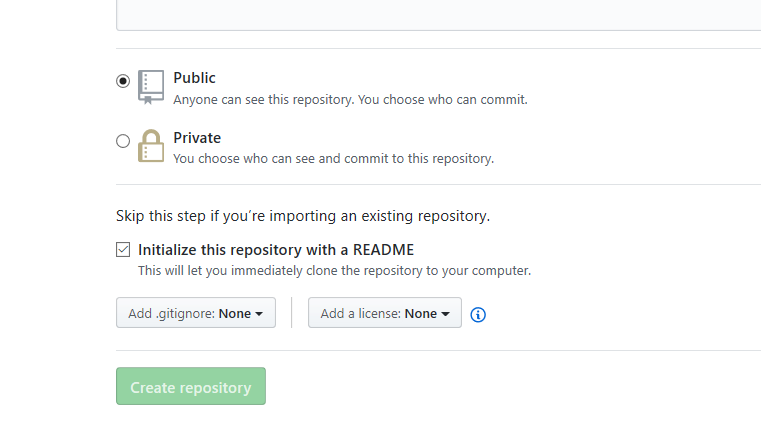 Public
Anyone can see this repository. You choose who can commit.
Private
You choose who can see and commit to this repository.
Skip this step if you’re importing an existing repository.
Initialize this repository with a README
This will let you immediately clone the repository to your computer.
Add .gitignore: None
Add a license: None
Create repository